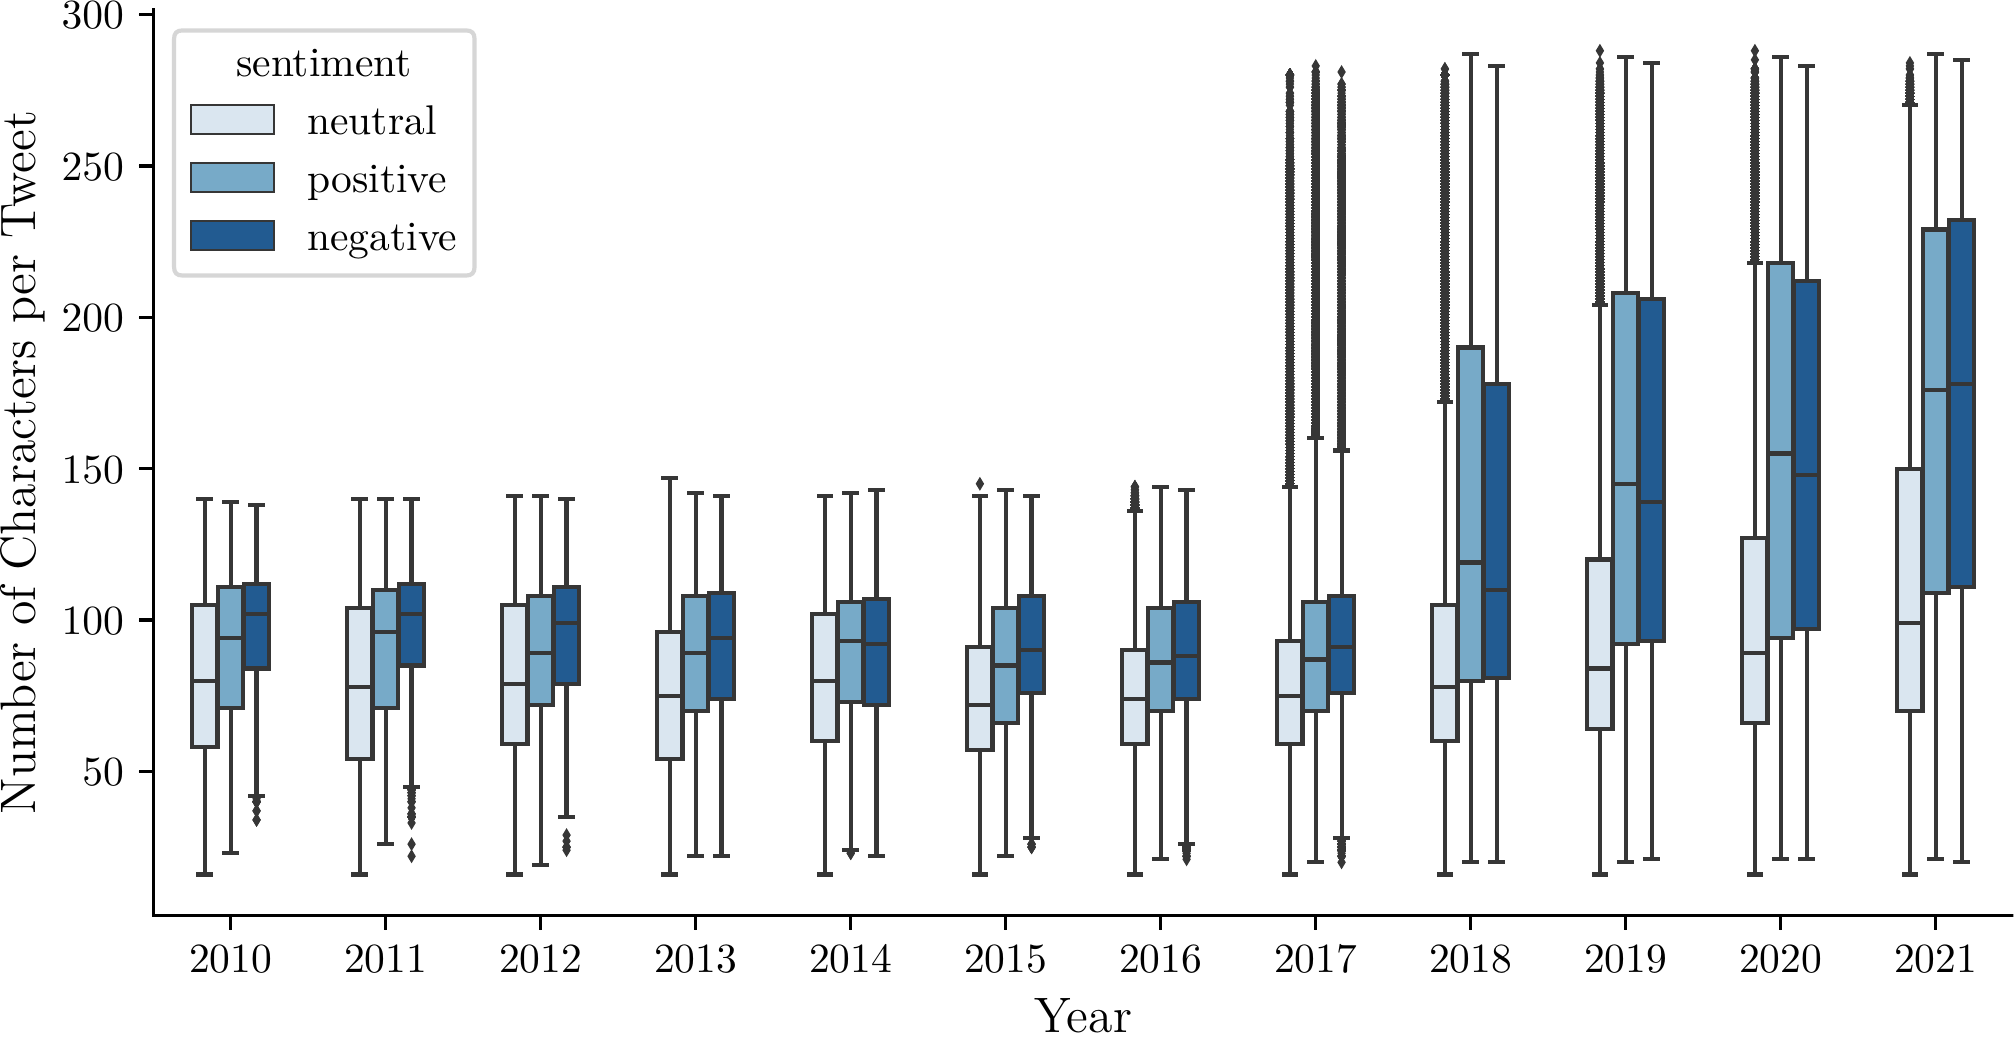 Number of Characters per Tweet
300
250
200
150
100
50
sentiment
neutral
positive
negative
2010 2011 2012 2013 2014 2015 2016 2017 2018 2019 2020 2021
Year